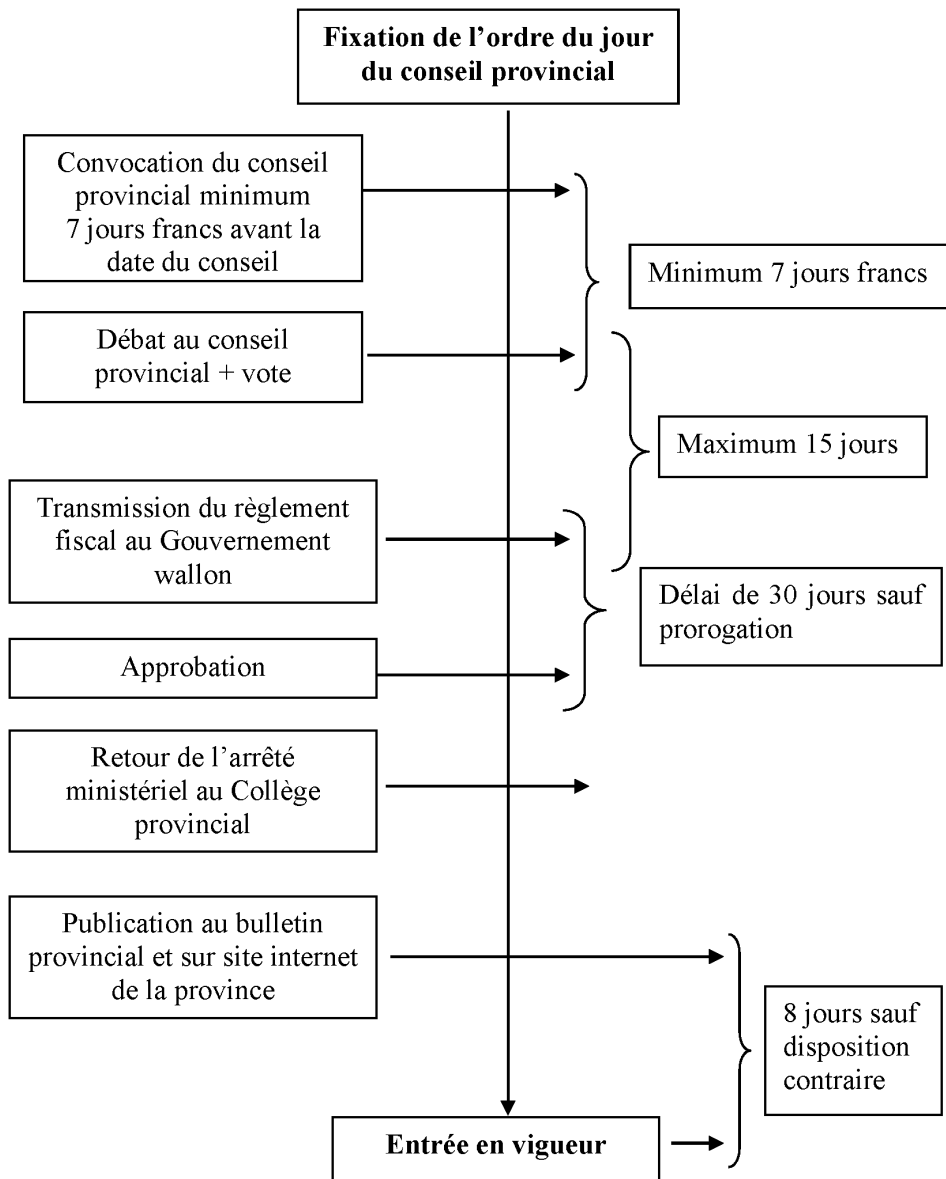 Fixation de l’ordre du jour
du conseil provincial
Convocation du conseil
provincial minimum
7 jours francs avant la
date du conseil
Minimum 7 jours francs
Débat au conseil
provincial + vote
Maximum 15 jours
Transmission du règlement
fiscal au Gouvernement
wallon
Délai de 30 jours sauf
prorogation
Approbation
Retour de l’arrêté
ministériel au Collège
provincial
Publication au bulletin
provincial et sur site internet
de la province
8 jours sauf
disposition
contraire
Entrée en vigueur